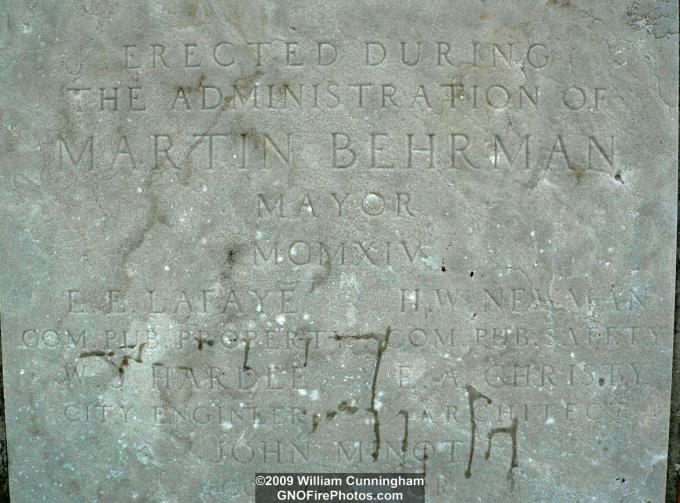 ERECTED DURING
THE ADMINISTRATION OF
MARTIN BEHRMAN
MAYOR
MCMXIV
E. E. LAFAYE H.W. NEWMAN
COM. PUB. PROPERTY COM. PUB. SAFETY
W. J. HARDEE E. A. CHRISTY
CITY ENGINEER ARCHITECT
JOHN MINOT
©2009 William Cunningham
GNOFirePhotos.com